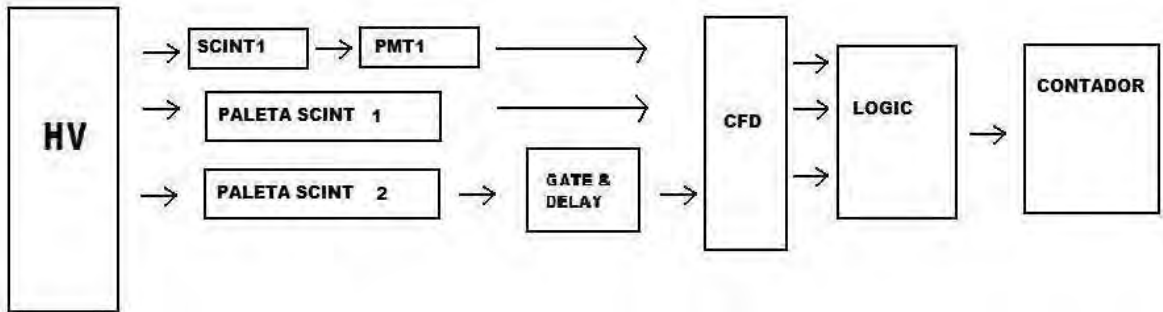 HV
SCINT1
PMT1
PALETA SCINT 1
PALETA SCINT 2
GATE &
DELAY
CFD
LOGIC
CONTADOR